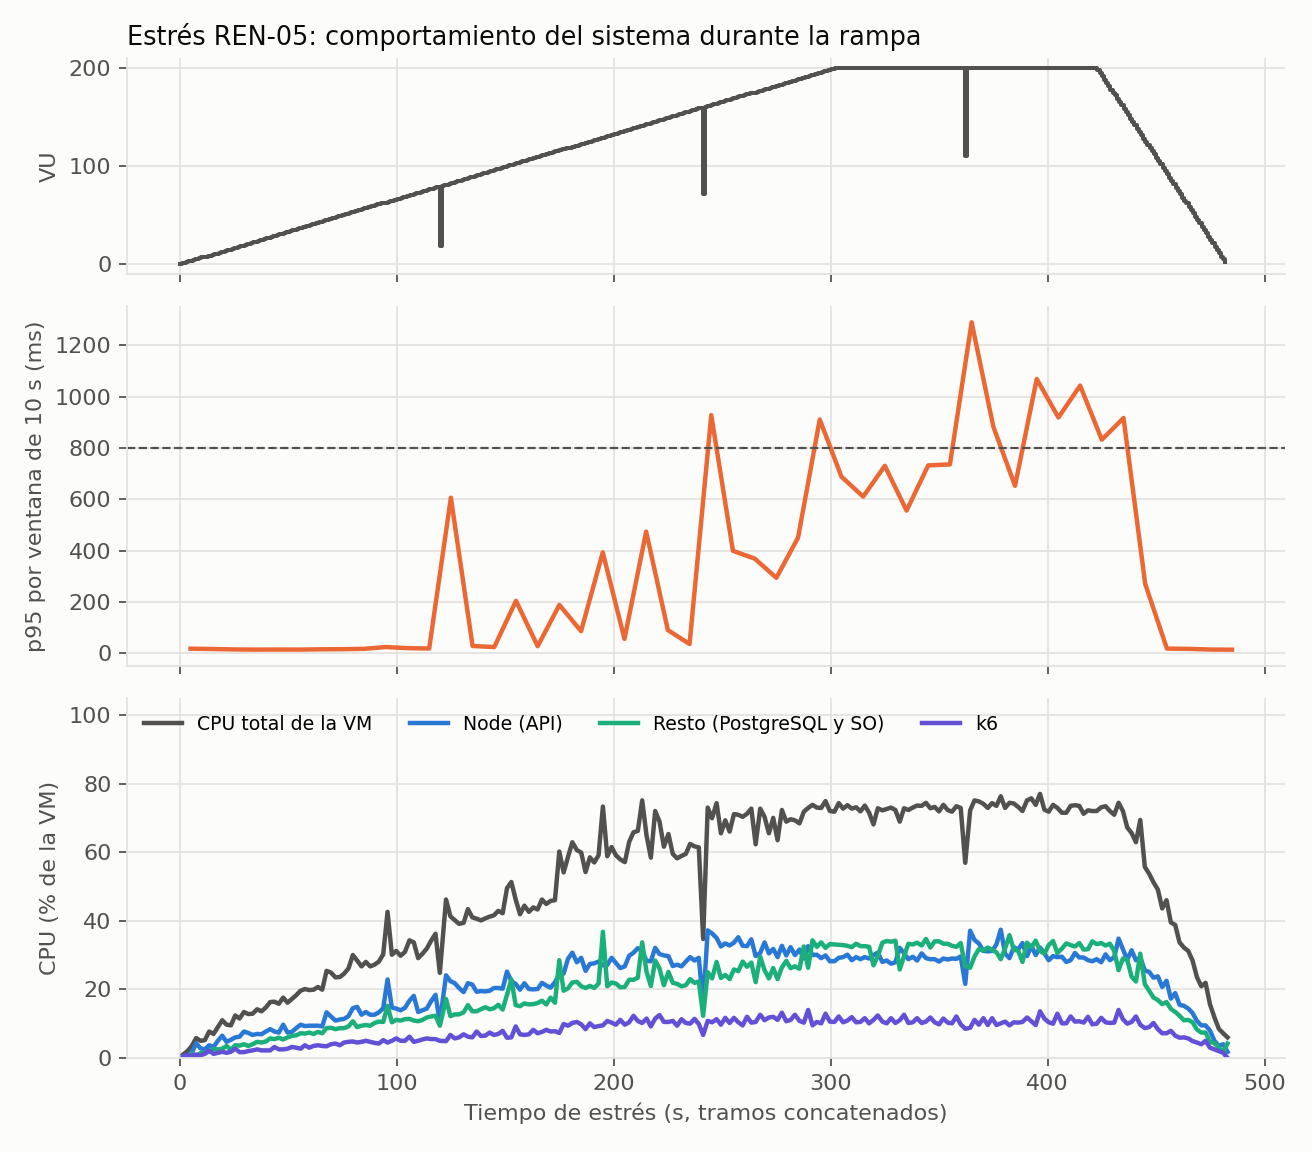 Estrés REN-05: comportamiento del sistema durante la rampa
200
100
0
VU
1200
1000
800
600
400
200
0
p95 por ventana de 10 s (ms)
CPU total de la VM Node (API) Resto (PostgreSQL y SO) k6
100
80
60
40
20
0
CPU (% de la VM)
0 100 200 300 400 500
Tiempo de estrés (s, tramos concatenados)